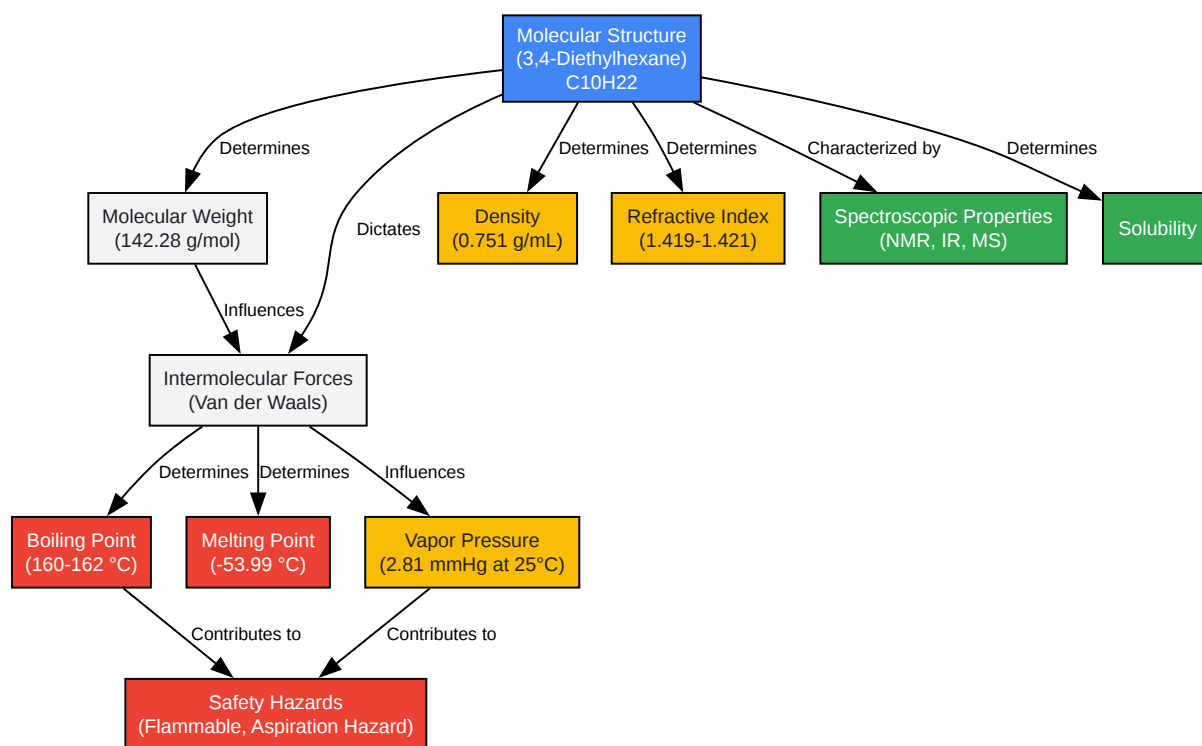 Molecular Structure
(3,4-Diethylhexane)
C10H22
Determines
Determines
Determines
Characterized by
Determines
Molecular Weight
(142.28 g/mol)
Dictates
Density
(0.751 g/mL)
Refractive Index
(1.419-1.421)
Spectroscopic Properties
(NMR, IR, MS)
Solubility
Influences
Intermolecular Forces
(Van der Waals)
Determines
Determines
Influences
Boiling Point
(160-162 °C)
Melting Point
(-53.99 °C)
Vapor Pressure
(2.81 mmHg at 25°C)
Contributes to
Contributes to
Safety Hazards
(Flammable, Aspiration Hazard)